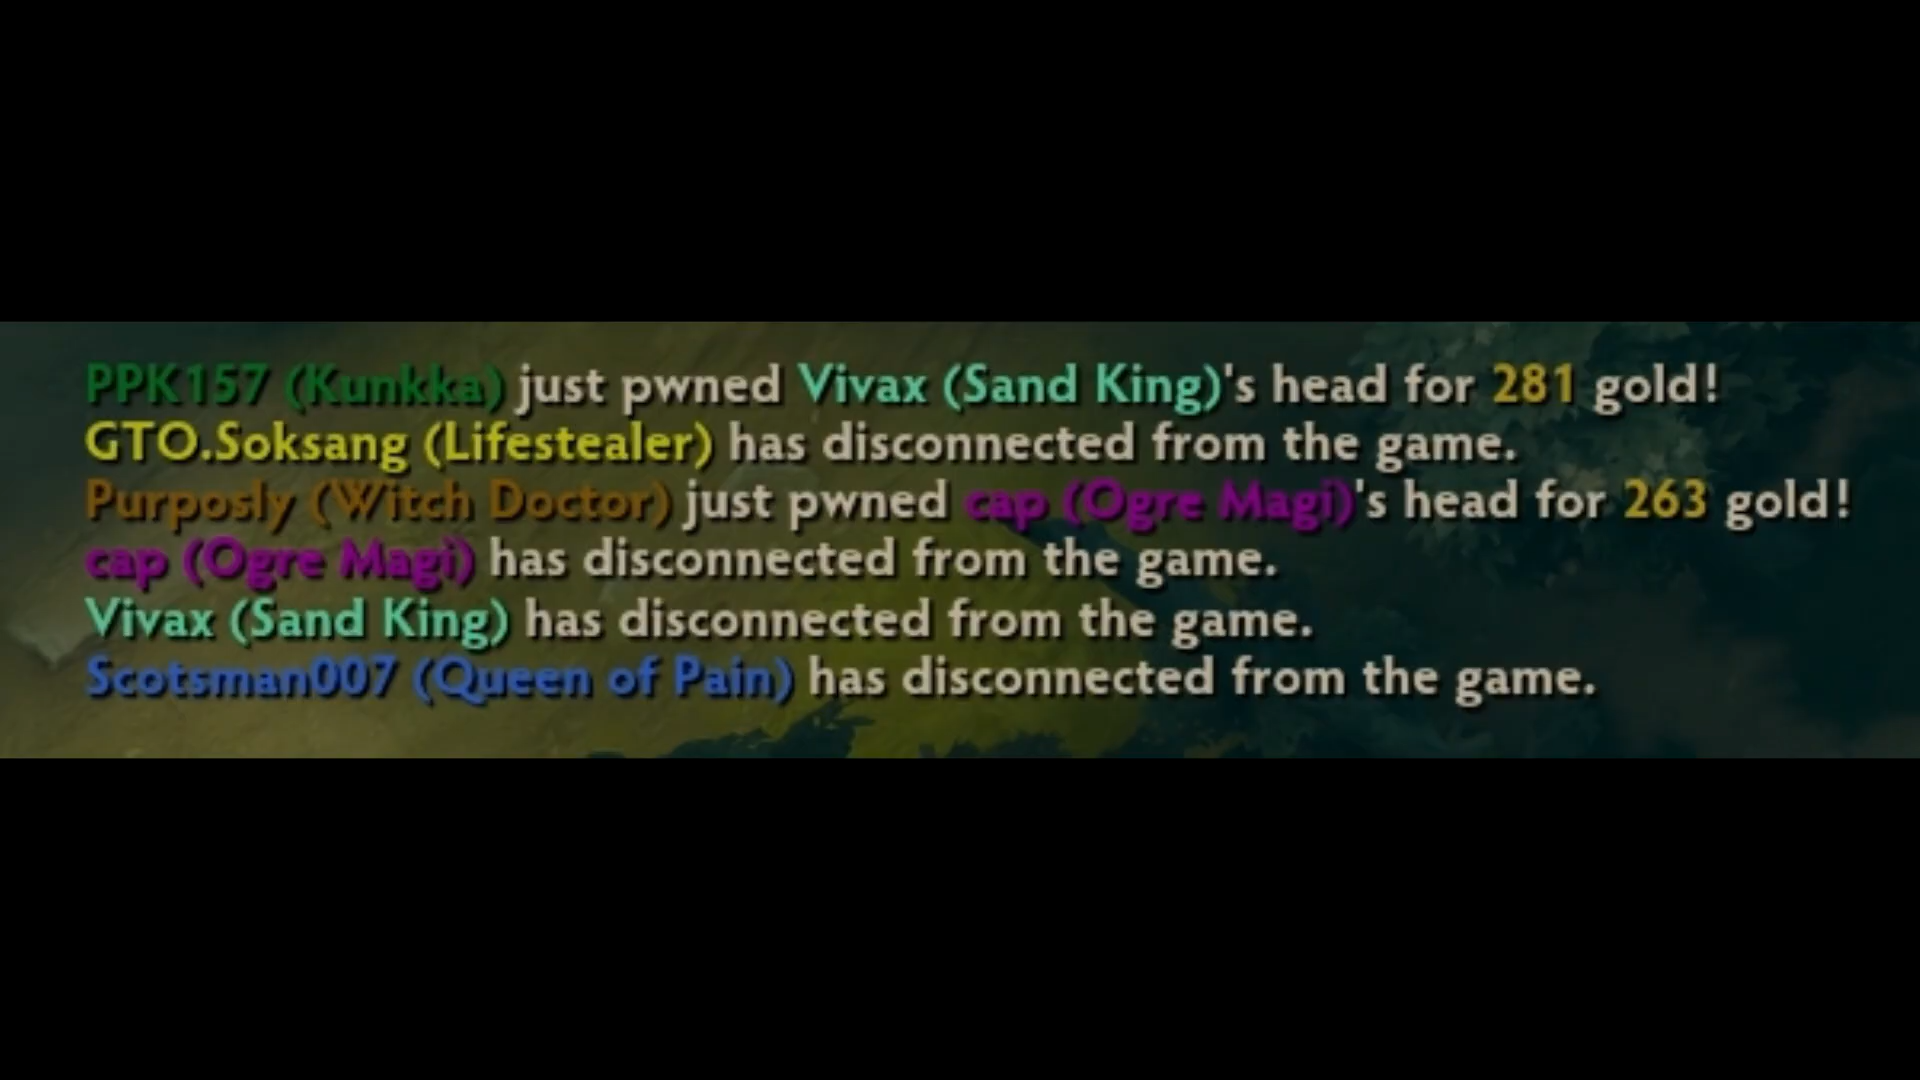 PPK157 (Kunkka) just pwned Vivax (Sand King)'s head for 281 gold!
GTO.Soksang (Lifestealer) has disconnected from the game.
Purposly (Witch Doctor) just pwned cap (Ogre Magi)'s head for 263 gold!
cap (Ogre Magi) has disconnected from the game.
Vivax (Sand King) has disconnected from the game.
Scotsman007 (Queen of Pain) has disconnected from the game.